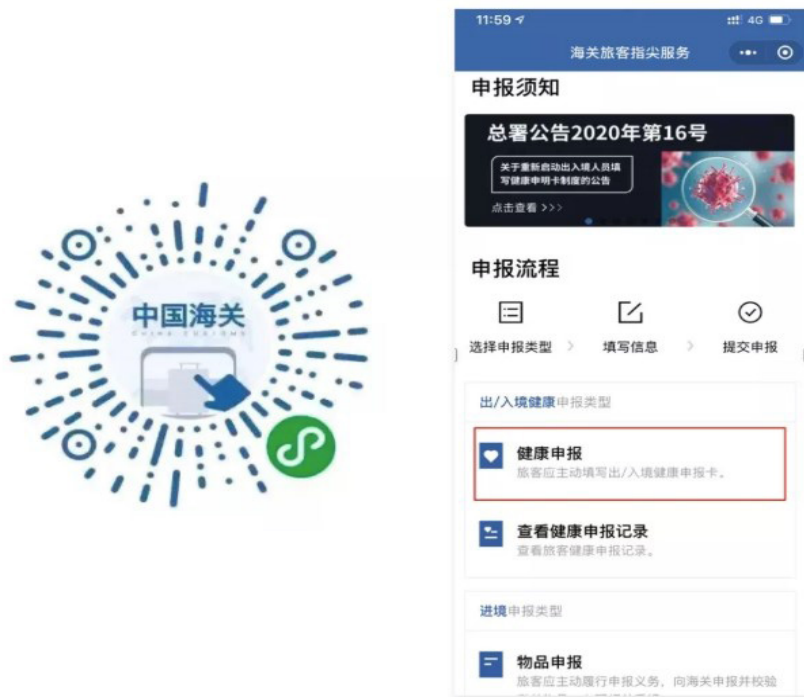 中国海关
CHINA CUSTOMS
11:59
4G
海关旅客指尖服务
申报须知
总署公告2020年第16号
关于重新启动出入境人员填
写健康申明卡制度的公告
点击查看 >>>
申报流程
选择申报类型
填写信息
提交申报
出/入境健康申报类型
健康申报
旅客应主动填写出/入境健康申报卡。
查看健康申报记录
查看旅客健康申报记录。
进境申报类型
物品申报
旅客应主动履行申报义务，向海关申报并校验